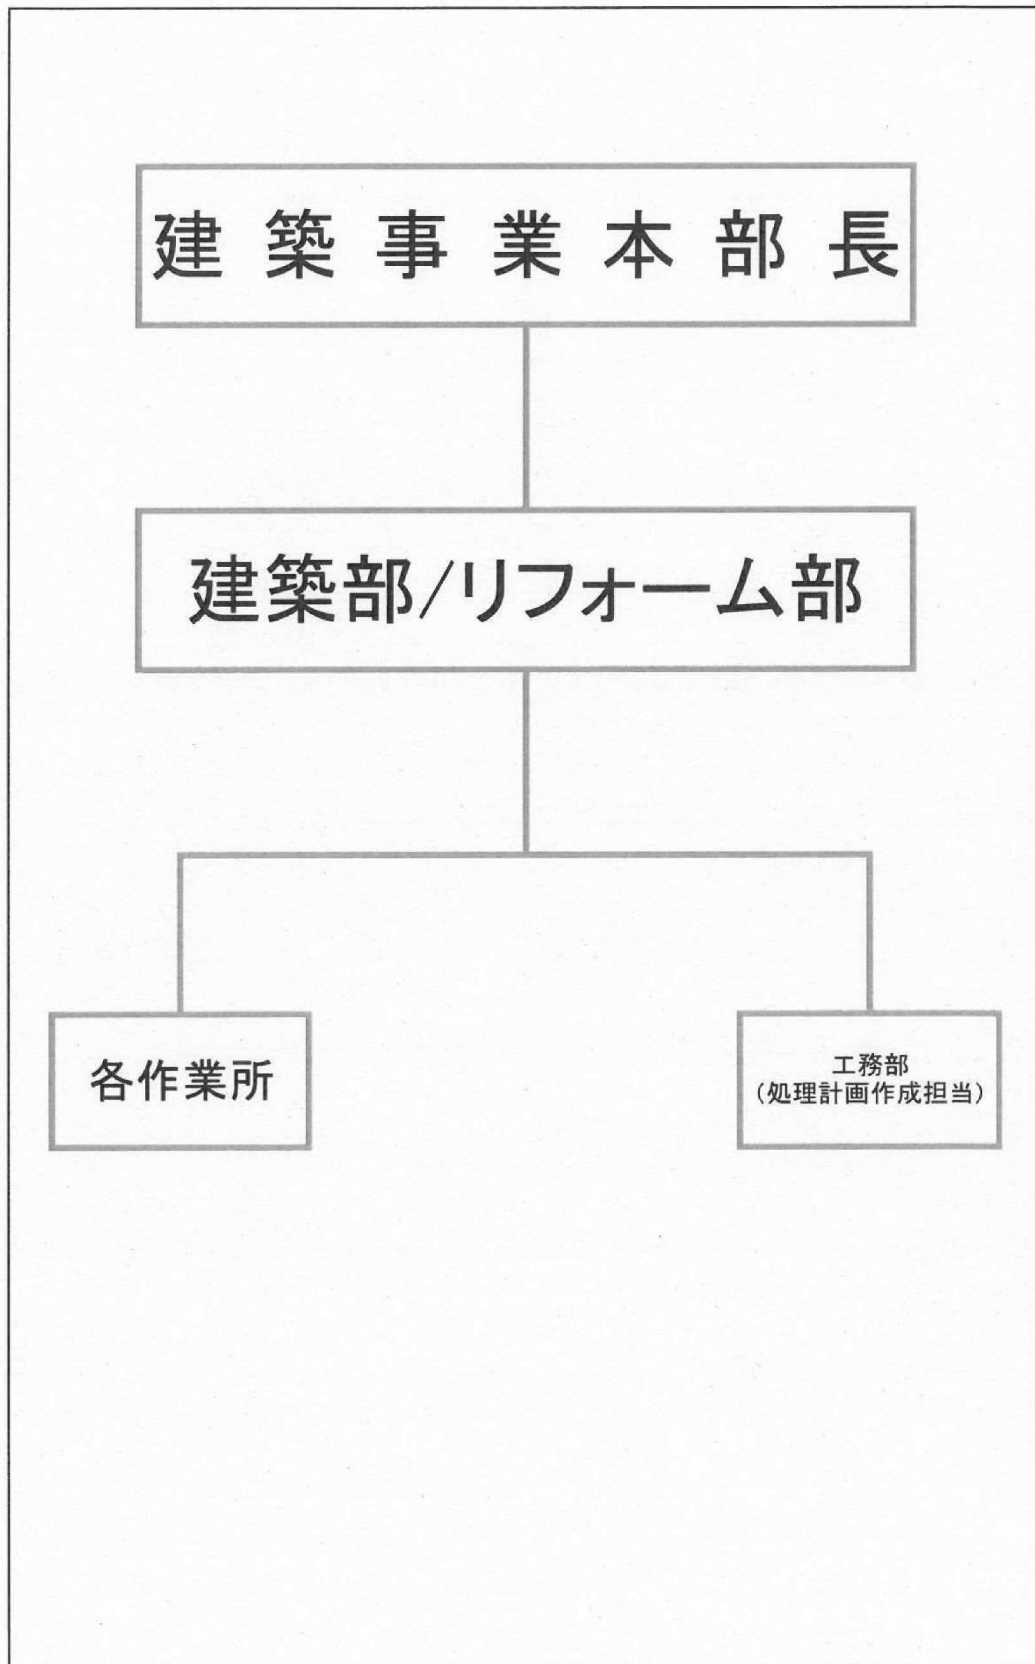 建築事業本部長
建築部/リフォーム部
各作業所
工務部
(処理計画作成担当)